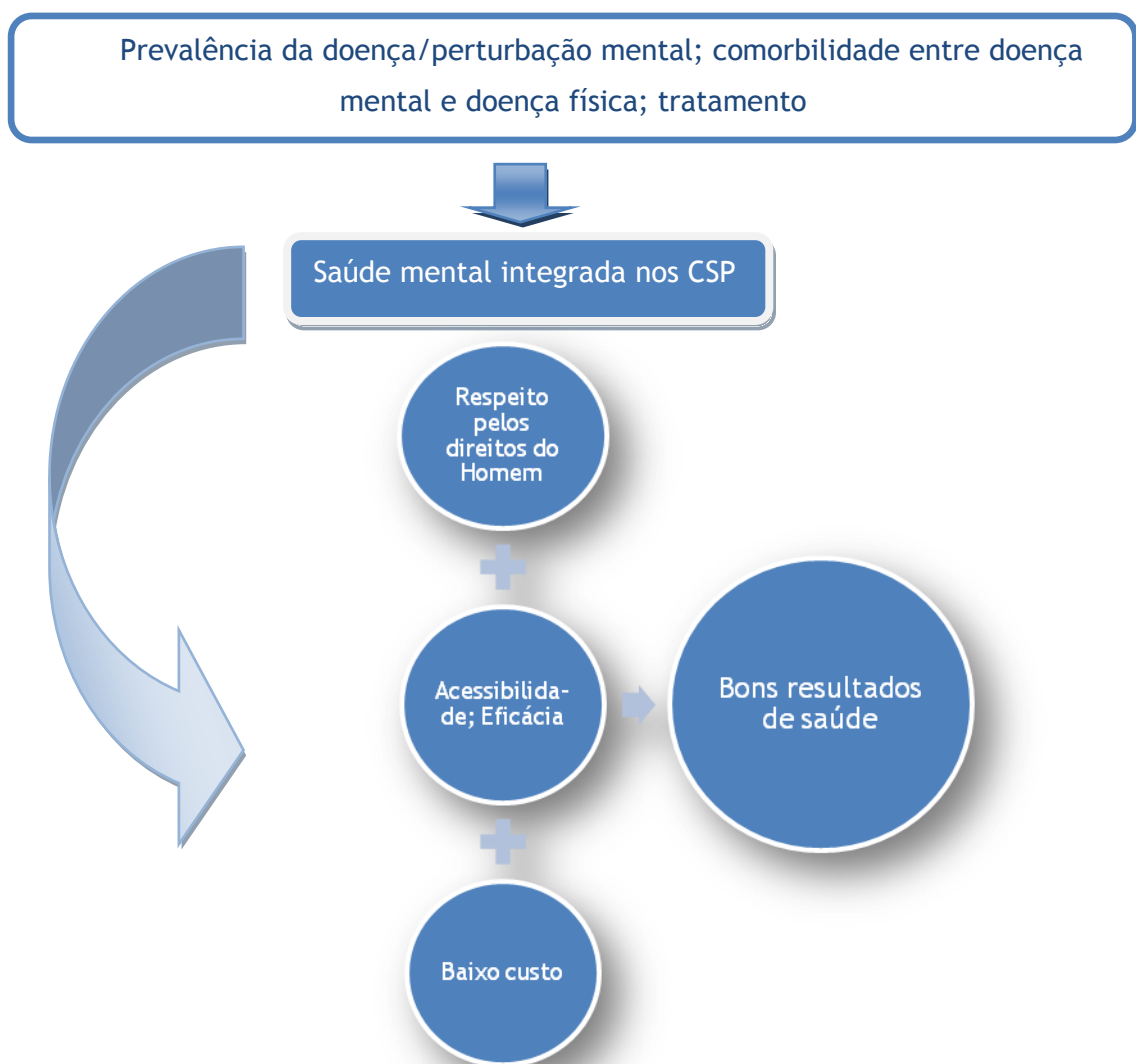 Prevalência da doença/perturbação mental; comorbilidade entre doença
mental e doença física; tratamento
Saúde mental integrada nos CSP
Respeito
pelos
direitos do
Homem
Acessibilida-
de; Eficácia
Bons resultados
de saúde
Baixo custo